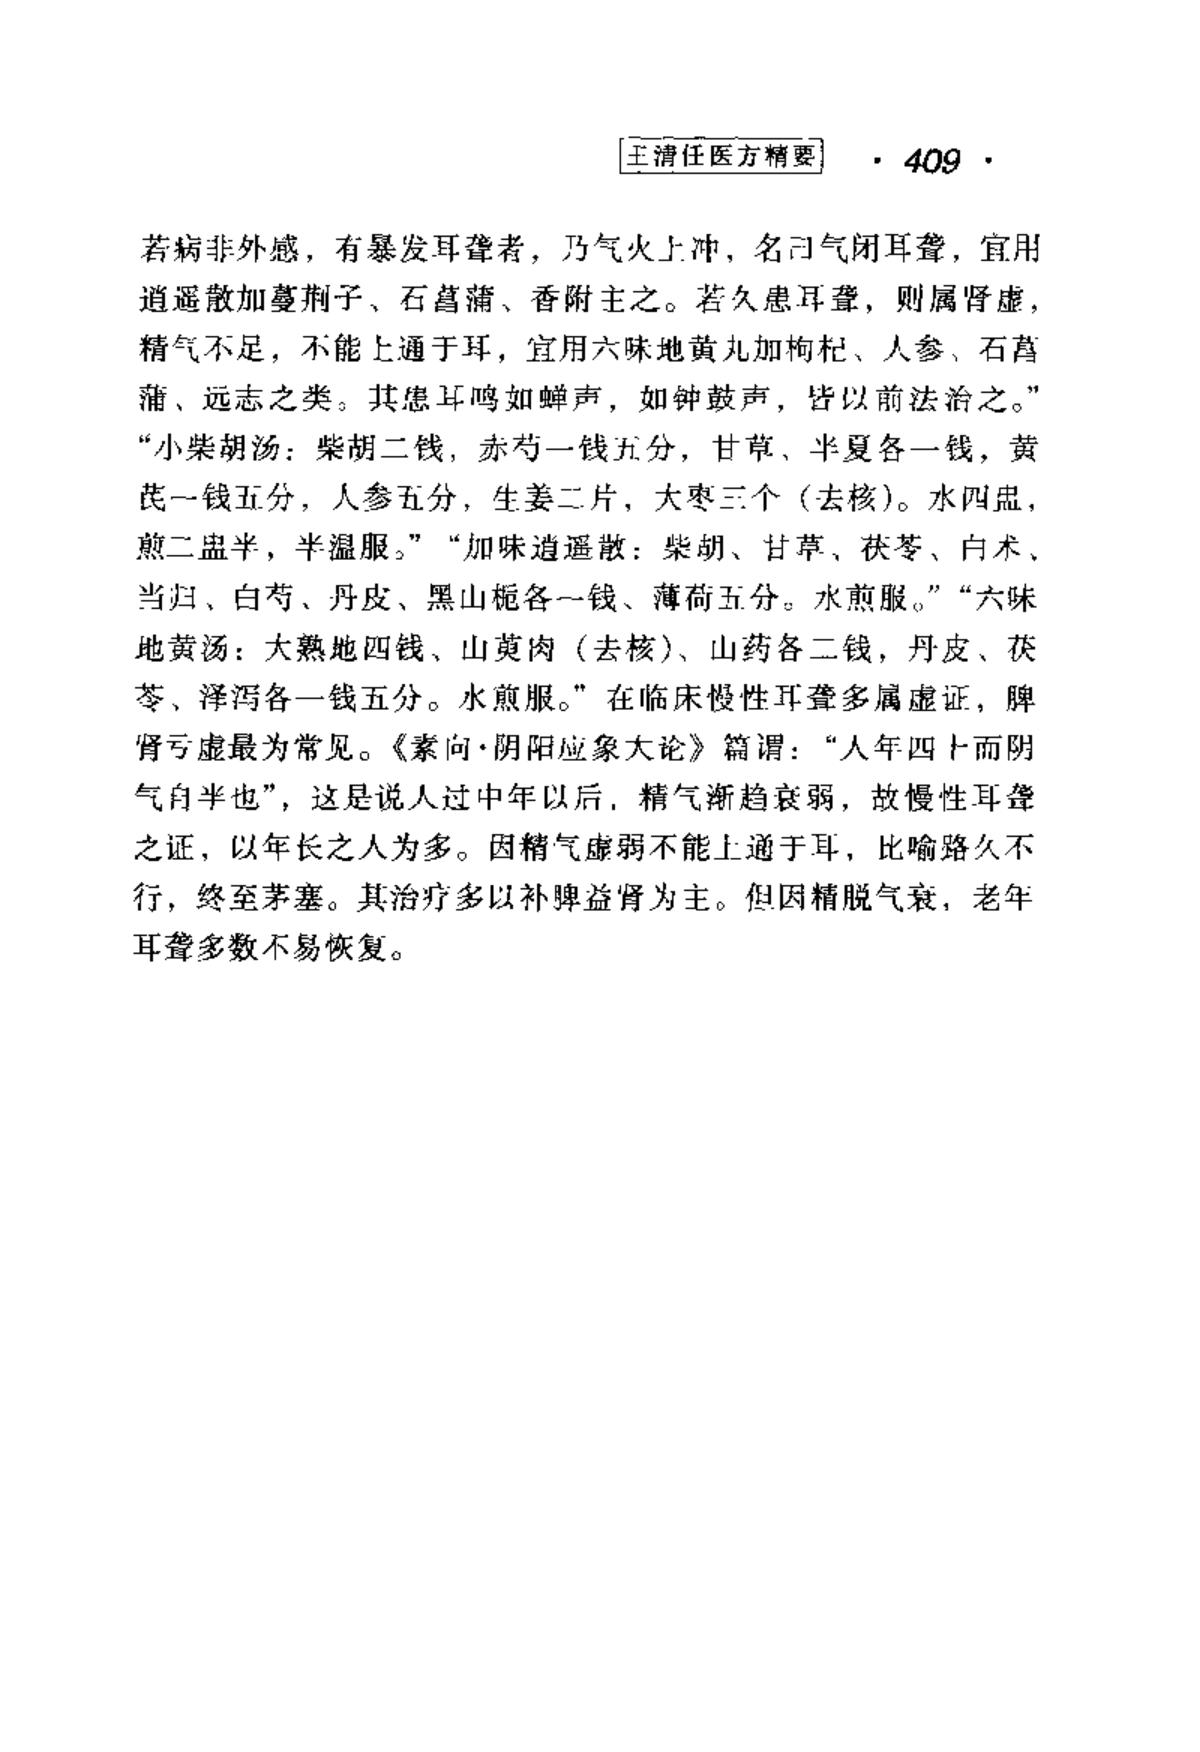 王清任医方精要 · 409 ·
若病非外感，有暴发耳聋者，乃气火上冲，名曰气闭耳聋，宜用
逍遥散加蔓荆子、石菖蒲、香附主之。若久患耳聋，则属肾虚，
精气不足，不能上通于耳，宜用六味地黄丸加枸杞、人参、石菖
蒲、远志之类。其患耳鸣如蝉声，如钟鼓声，皆以前法治之。”
“小柴胡汤：柴胡二钱，赤芍一钱五分，甘草、半夏各一钱，黄
芪一钱五分，人参五分，生姜二片，大枣三个（去核）。水四盅，
煎二盅半，半温服。”“加味逍遥散：柴胡、甘草、茯苓、白术、
当归、白芍、丹皮、黑山栀各一钱、薄荷五分。水煎服。”“六味
地黄汤：大熟地四钱、山萸肉（去核）、山药各二钱，丹皮、茯
苓、泽泻各一钱五分。水煎服。”在临床慢性耳聋多属虚证，脾
肾亏虚最为常见。《素问·阴阳应象大论》篇谓：“人年四十而阴
气自半也”，这是说人过中年以后，精气渐趋衰弱，故慢性耳聋
之证，以年长之人为多。因精气虚弱不能上通于耳，比喻路久不
行，终至茅塞。其治疗多以补脾益肾为主。但因精脱气衰，老年
耳聋多数不易恢复。